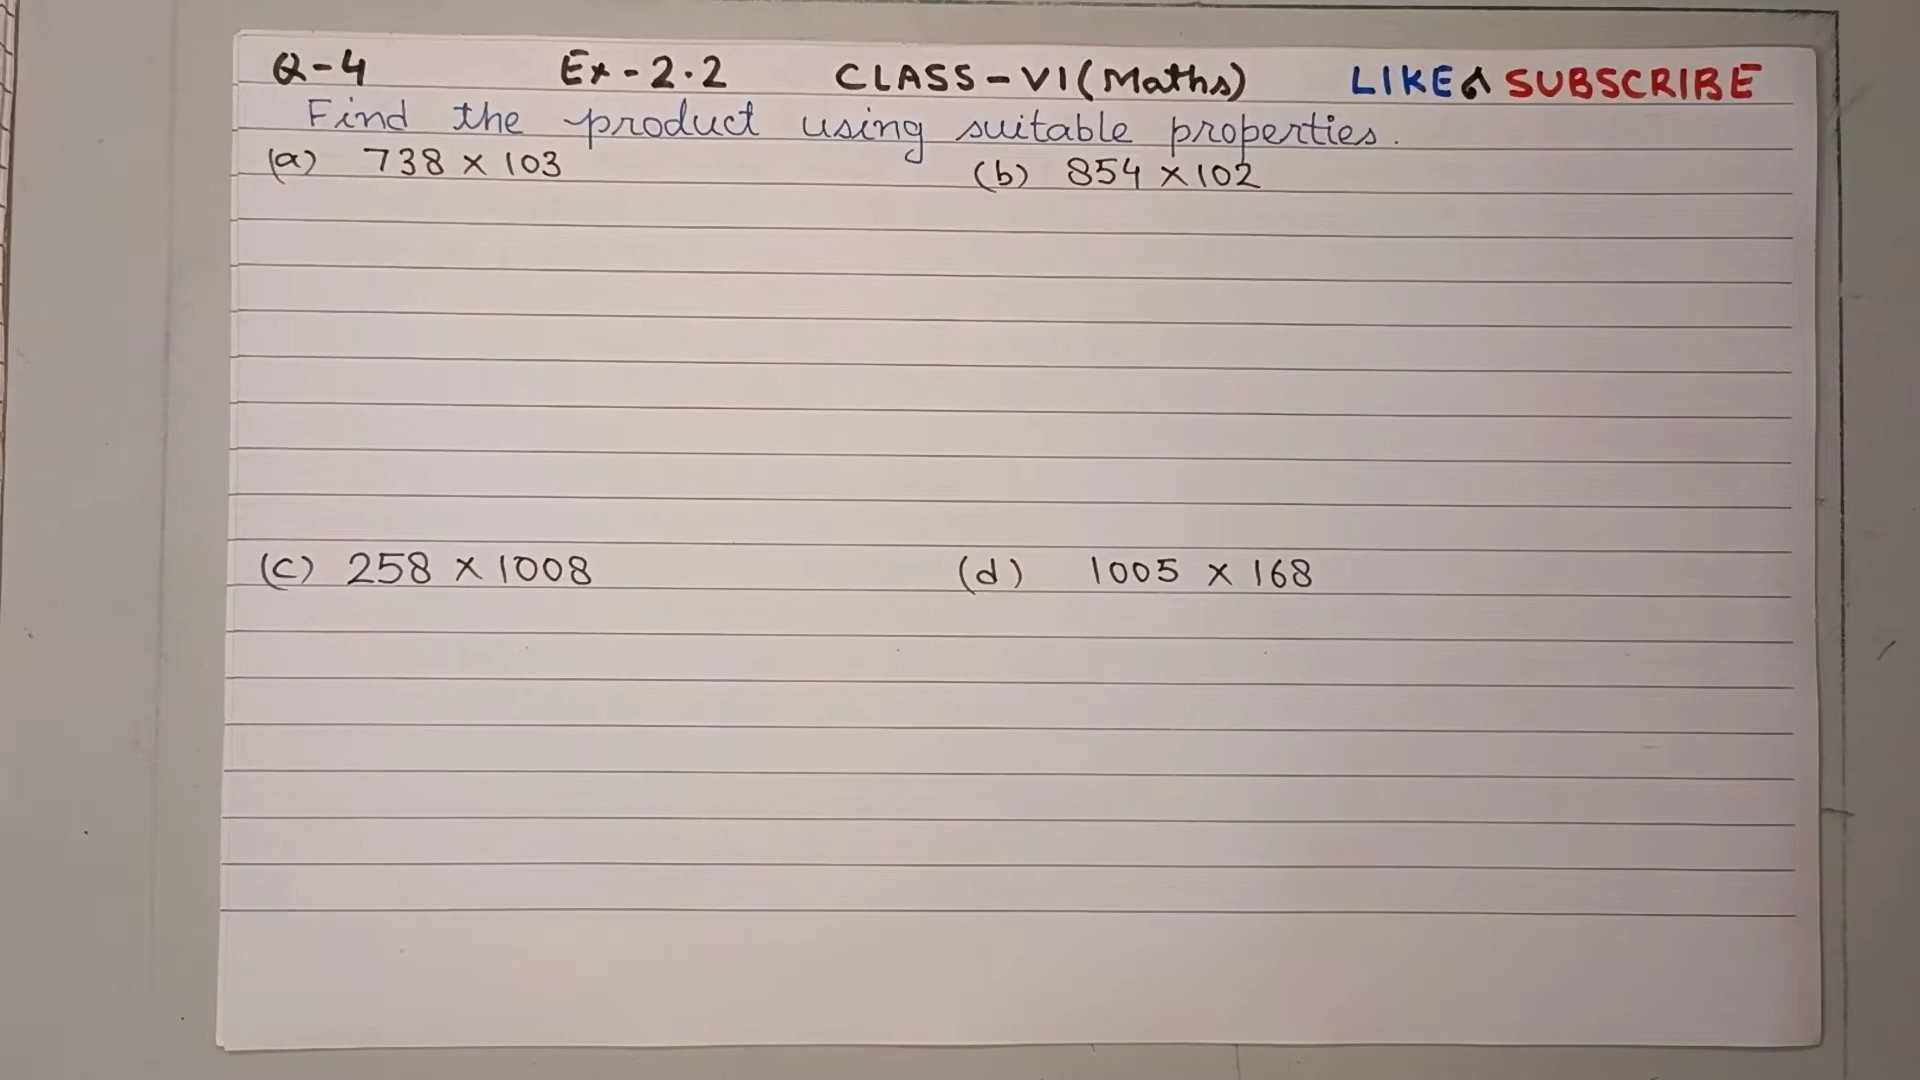 Q-4 Ex-2.2 CLASS-VI (Maths) LIKE & SUBSCRIBE
Find the product using suitable properties.
(a) 738 × 103 (b) 854 × 102
(c) 258 × 1008 (d) 1005 × 168